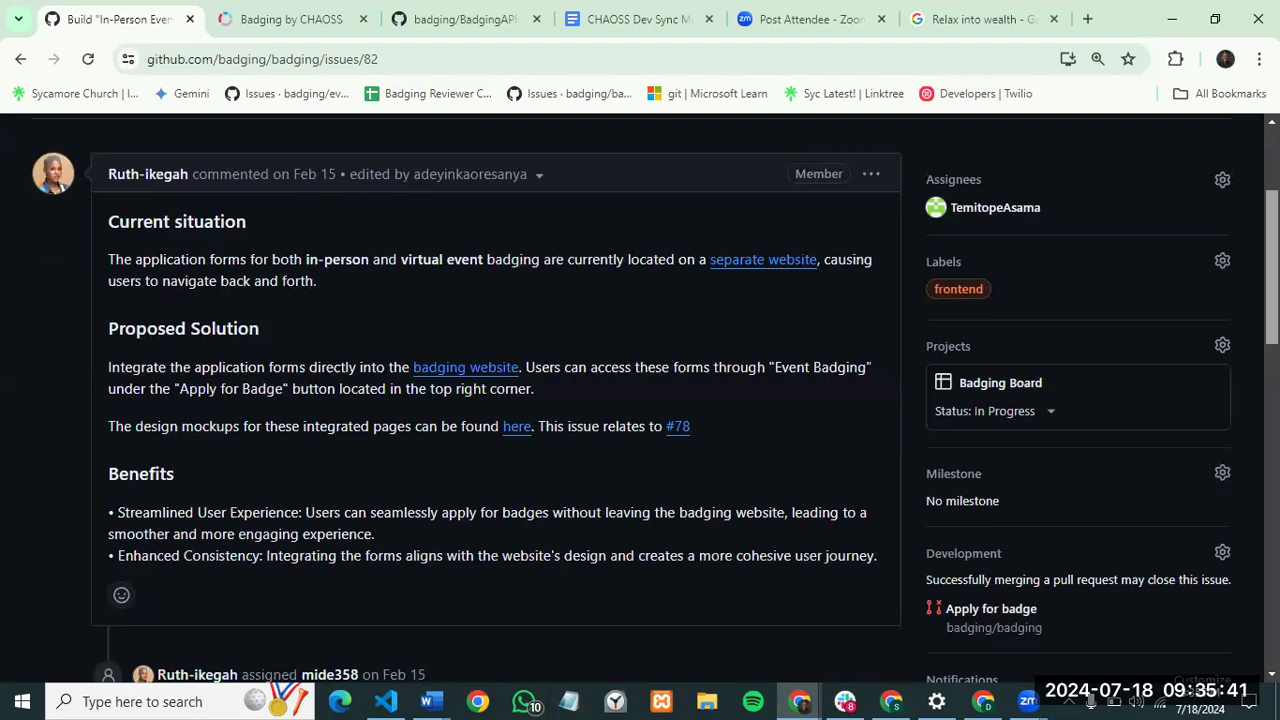 Build "In-Person Even
Badging by CHAOSS
badging/BadgingAPI
CHAOSS Dev Sync M
Post Attendee - Zoon
Relax into wealth - G
github.com/badging/badging/issues/82
Sycamore Church | I...
Gemini
Issues · badging/ev...
Badging Reviewer C...
Issues · badging/ba...
git | Microsoft Learn
Syc Latest! | Linktree
Developers | Twilio
All Bookmarks
Ruth-ikegah commented on Feb 15 • edited by adeyinkaoresanya
Member
Current situation
The application forms for both in-person and virtual event badging are currently located on a separate website, causing
users to navigate back and forth.
Proposed Solution
Integrate the application forms directly into the badging website. Users can access these forms through "Event Badging"
under the "Apply for Badge" button located in the top right corner.
The design mockups for these integrated pages can be found here. This issue relates to #78
Benefits
• Streamlined User Experience: Users can seamlessly apply for badges without leaving the badging website, leading to a
smoother and more engaging experience.
• Enhanced Consistency: Integrating the forms aligns with the website's design and creates a more cohesive user journey.
Ruth-ikegah assigned mide358 on Feb 15
Assignees
TemitopeAsama
Labels
frontend
Projects
Badging Board
Status: In Progress
Milestone
No milestone
Development
Successfully merging a pull request may close this issue.
Apply for badge
badging/badging
Notifications
Customize
Type here to search
10
8
2024-07-18 09:35:41
7/18/2024